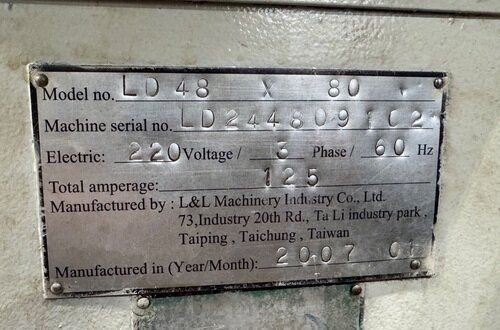 Model no. LD 48 X 80
Machine serial no. LD244809102
Electric: 220 Voltage / 3 Phase / 60 Hz
Total amperage: 125
Manufactured by : L&L Machinery Industry Co., Ltd.
73,Industry 20th Rd., Ta Li industry park ,
Taiping , Taichung , Taiwan
Manufactured in (Year/Month): 2007 01